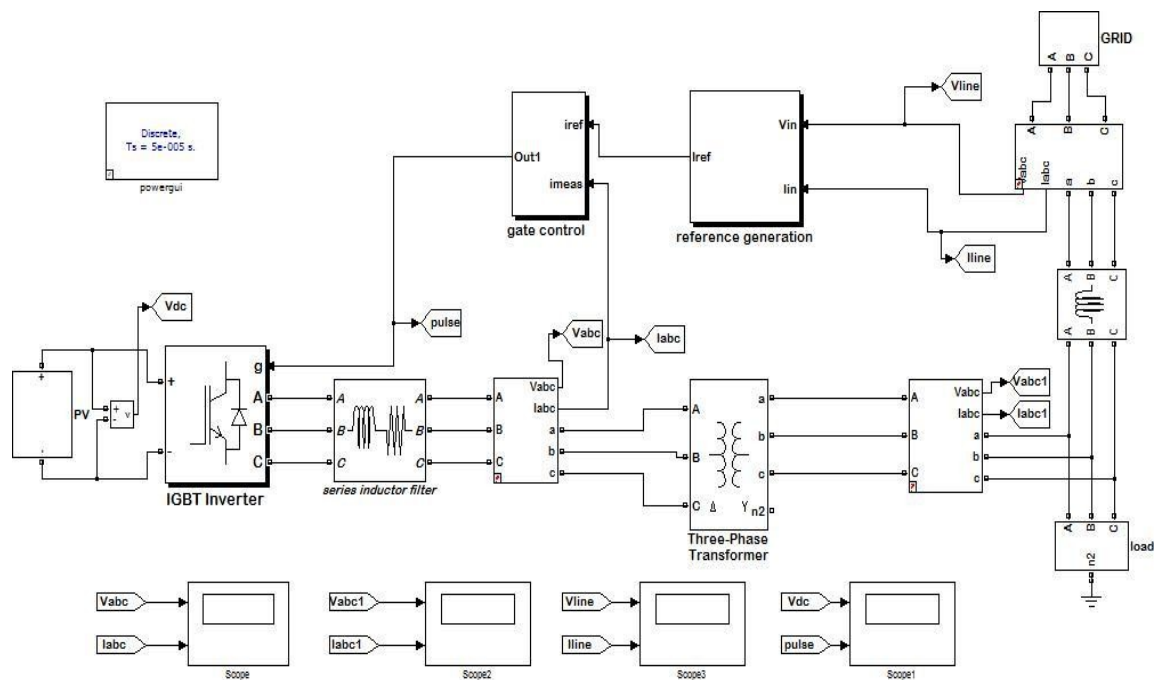 GRID
A B C
Vline
A B C
Vabc Iabc a b c
Discrete,
Ts = 5e-005 s.
powergui
iref
Out1
imeas
gate control
Vin
Iref
Iin
reference generation
Iline
A B C
A B C
Vdc
pulse
Vabc
Iabc
+
-
PV
+
-
v
+
-
g
A
B
C
IGBT Inverter
A A
B B
C C
series inductor filter
A
B
C
Vabc
Iabc
a
b
c
A
B
C
a
b
c
Δ Y n2
Three-Phase
Transformer
A
B
C
Vabc
Iabc
a
b
c
Vabc1
Iabc1
A B C
n2
load
Vabc
Iabc
Scope
Vabc1
Iabc1
Scope2
Vline
Iline
Scope3
Vdc
pulse
Scope1